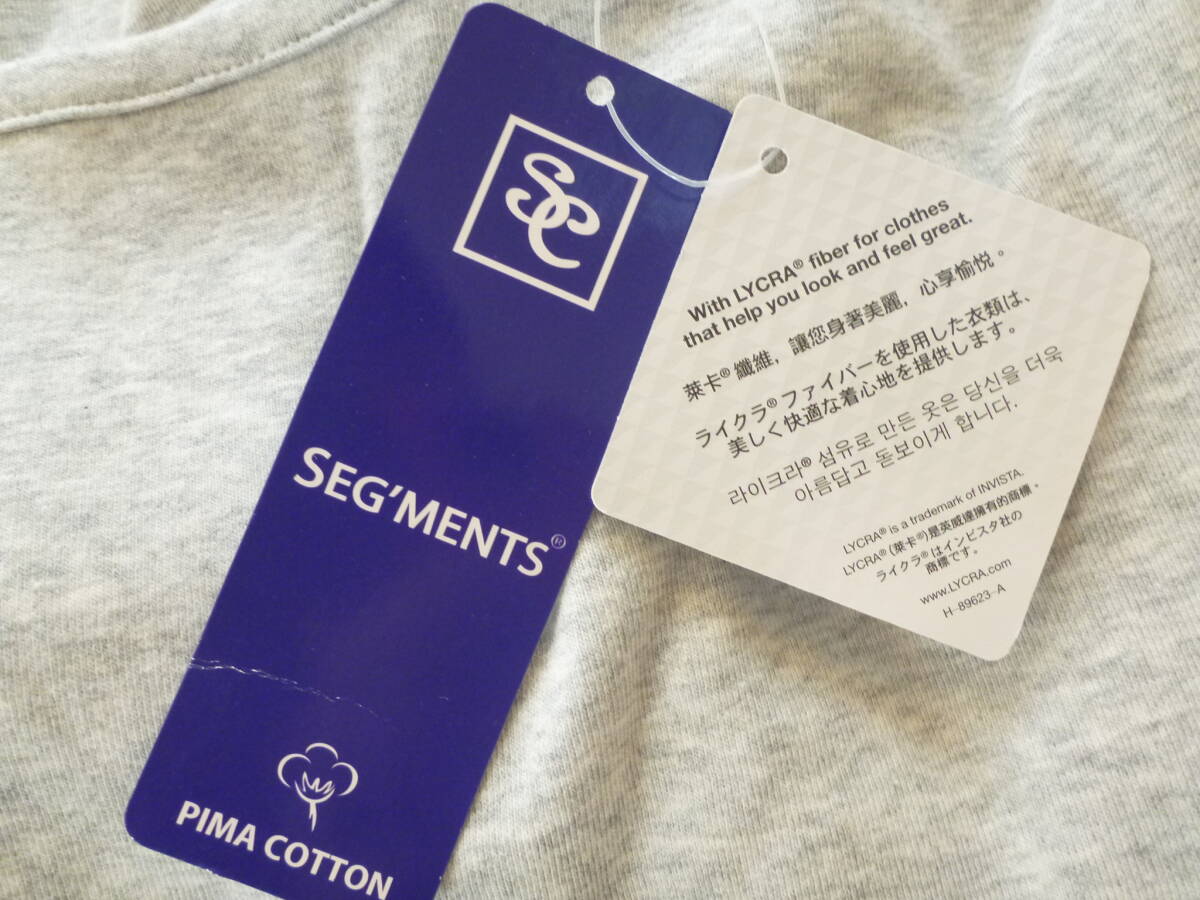 SC
SEG'MENTS®
PIMA COTTON
With LYCRA® fiber for clothes
that help you look and feel great.
萊卡® 纖維，讓您身著美麗，心享愉悅。
ライクラ® ファイバーを使用した衣類は、
美しく快適な着心地を提供します。
라이크라® 섬유로 만든 옷은 당신을 더욱
아름답고 돋보이게 합니다.
LYCRA® is a trademark of INVISTA.
LYCRA® (萊卡®)是英威達擁有的商標。
ライクラ® はインビスタ社の
商標です。
www.LYCRA.com
H-89623-A